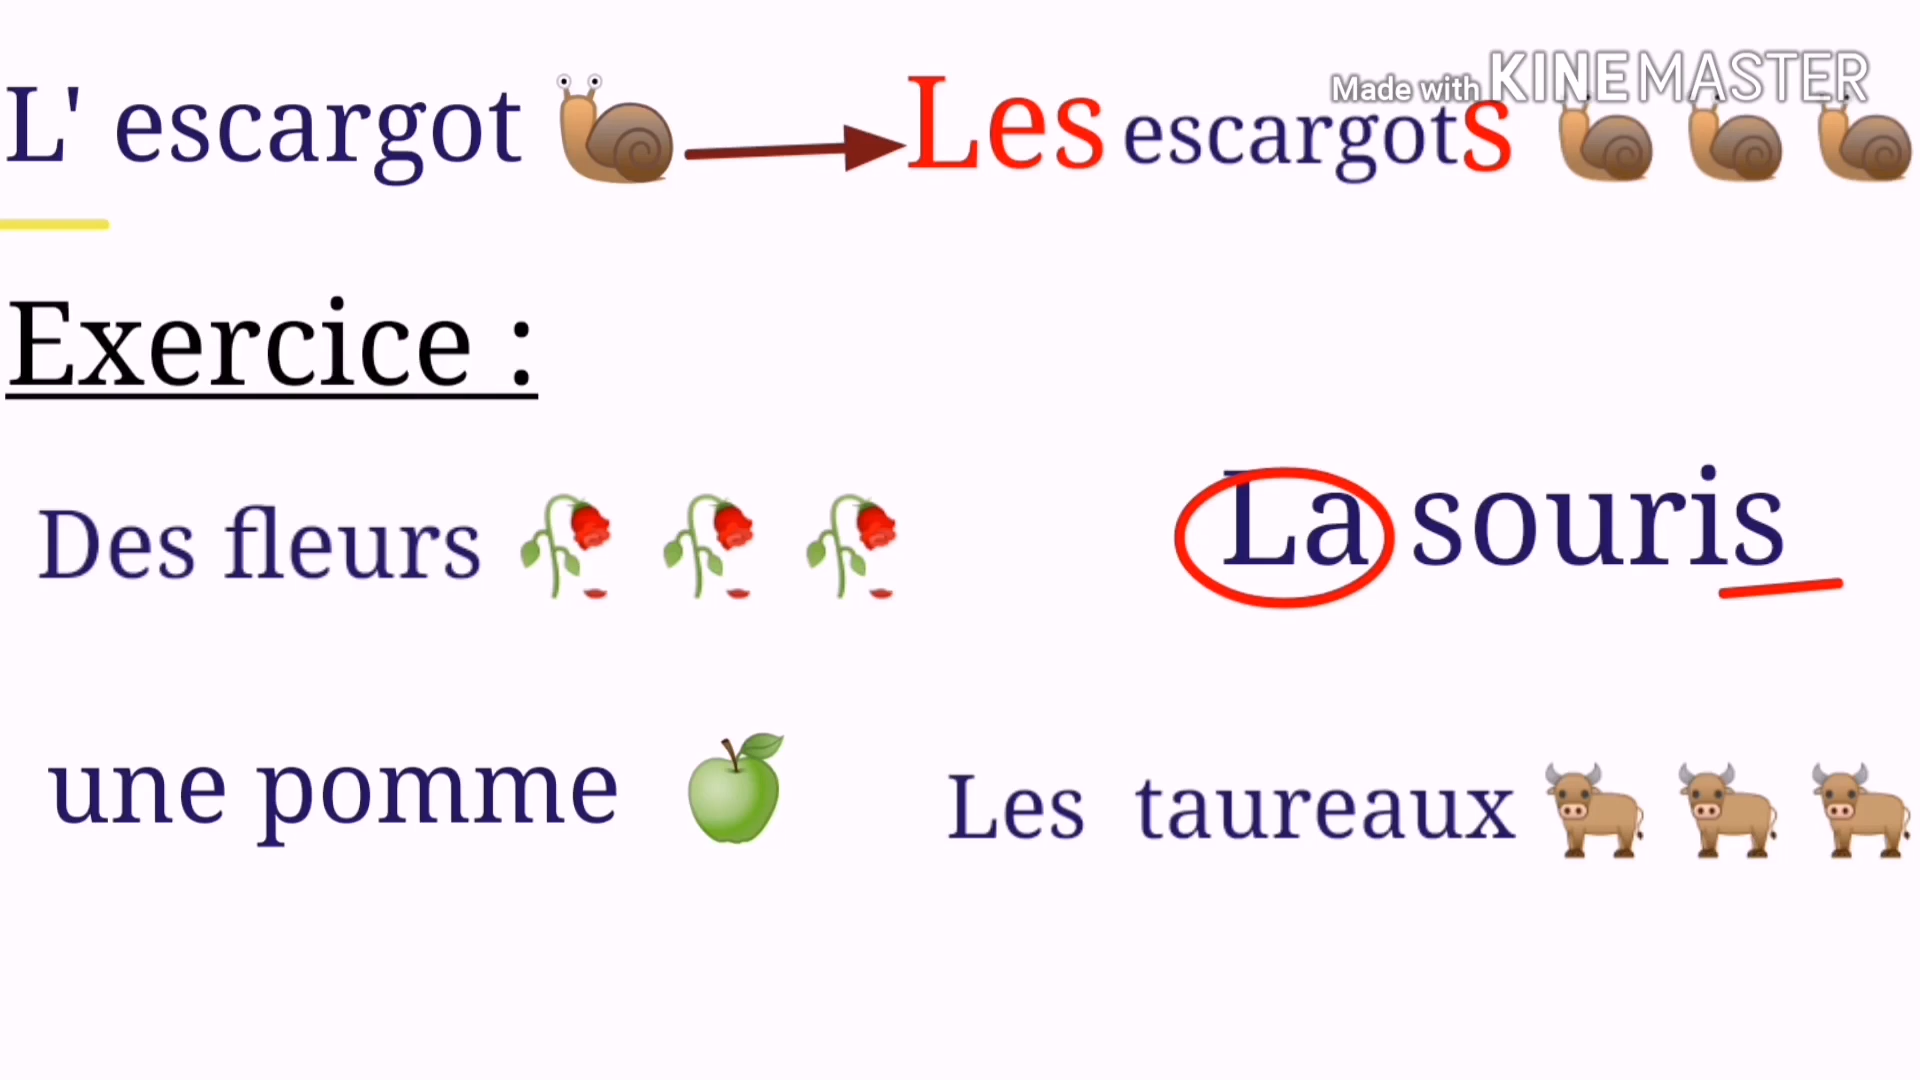 Made with KINEMASTER
L' escargot Les escargots
Exercice :
Des fleurs La souris
une pomme Les taureaux